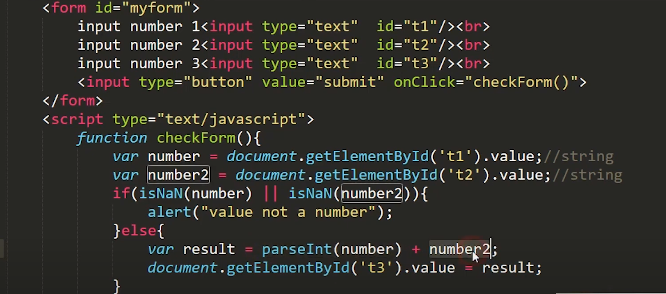 <form id="myform">
input number 1<input type="text"  id="t1"/><br>
input number 2<input type="text"  id="t2"/><br>
input number 3<input type="text"  id="t3"/><br>
<input type="button" value="submit" onClick="checkForm()">
</form>
<script type="text/javascript">
function checkForm(){
var number = document.getElementById('t1').value;//string
var number2 = document.getElementById('t2').value;//string
if(isNaN(number) || isNaN(number2)){
alert("value not a number");
}else{
var result = parseInt(number) + number2;
document.getElementById('t3').value = result;
}